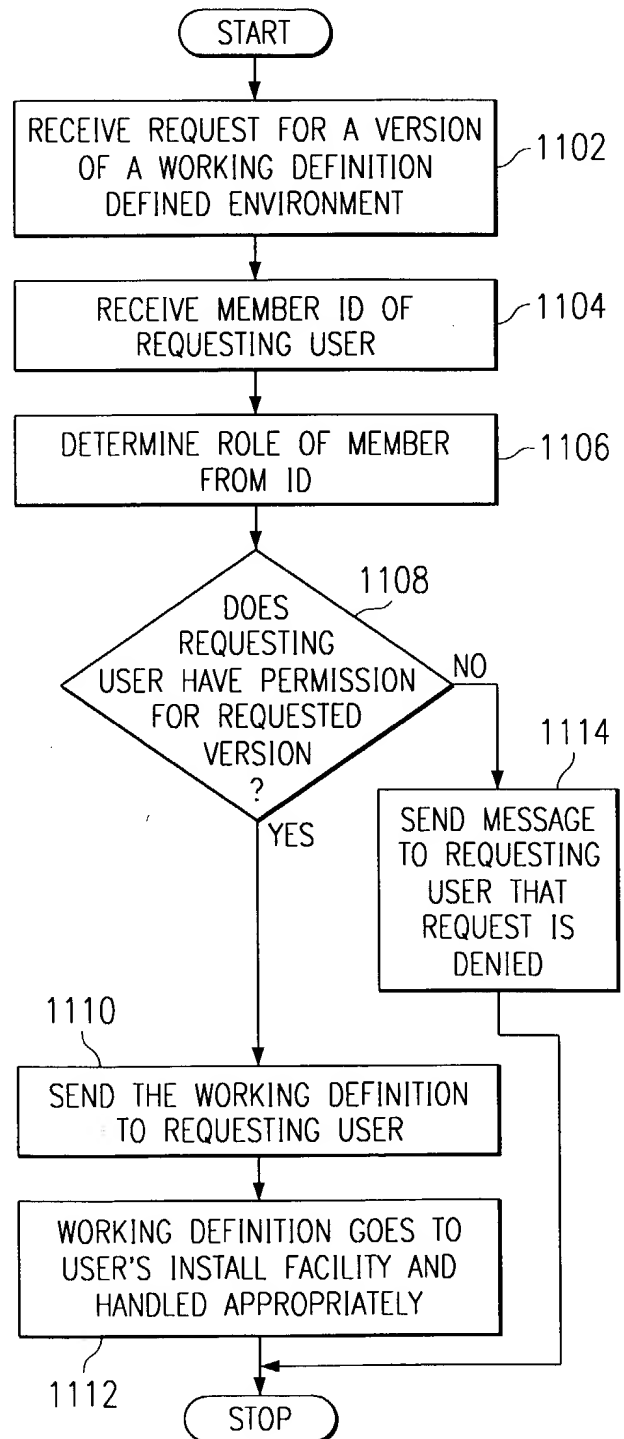 START
RECEIVE REQUEST FOR A VERSION
OF A WORKING DEFINITION
DEFINED ENVIRONMENT
1102
RECEIVE MEMBER ID OF
REQUESTING USER
1104
DETERMINE ROLE OF MEMBER
FROM ID
1106
1108
DOES
REQUESTING
USER HAVE PERMISSION
FOR REQUESTED
VERSION
?
NO
YES
1114
SEND MESSAGE
TO REQUESTING
USER THAT
REQUEST IS
DENIED
1110
SEND THE WORKING DEFINITION
TO REQUESTING USER
WORKING DEFINITION GOES TO
USER'S INSTALL FACILITY AND
HANDLED APPROPRIATELY
1112
STOP